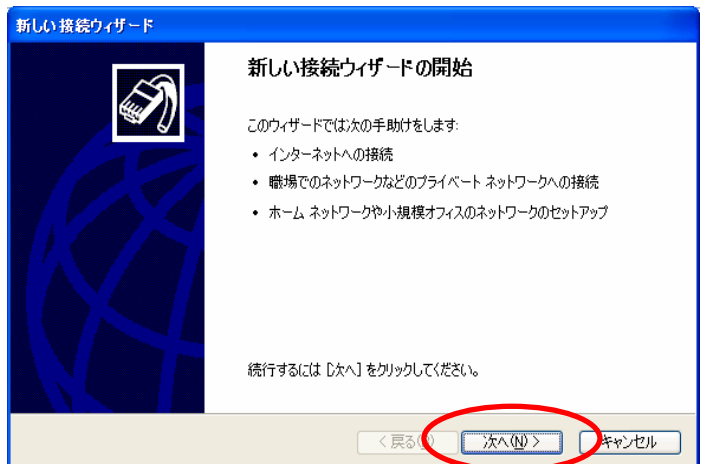 新しい接続ウィザード
新しい接続ウィザードの開始
このウィザードでは次の手助けをします:
• インターネットへの接続
• 職場でのネットワークなどのプライベート ネットワークへの接続
• ホーム ネットワークや小規模オフィスのネットワークのセットアップ
続行するには [次へ] をクリックしてください。
< 戻る( 次へ(N) > キャンセル